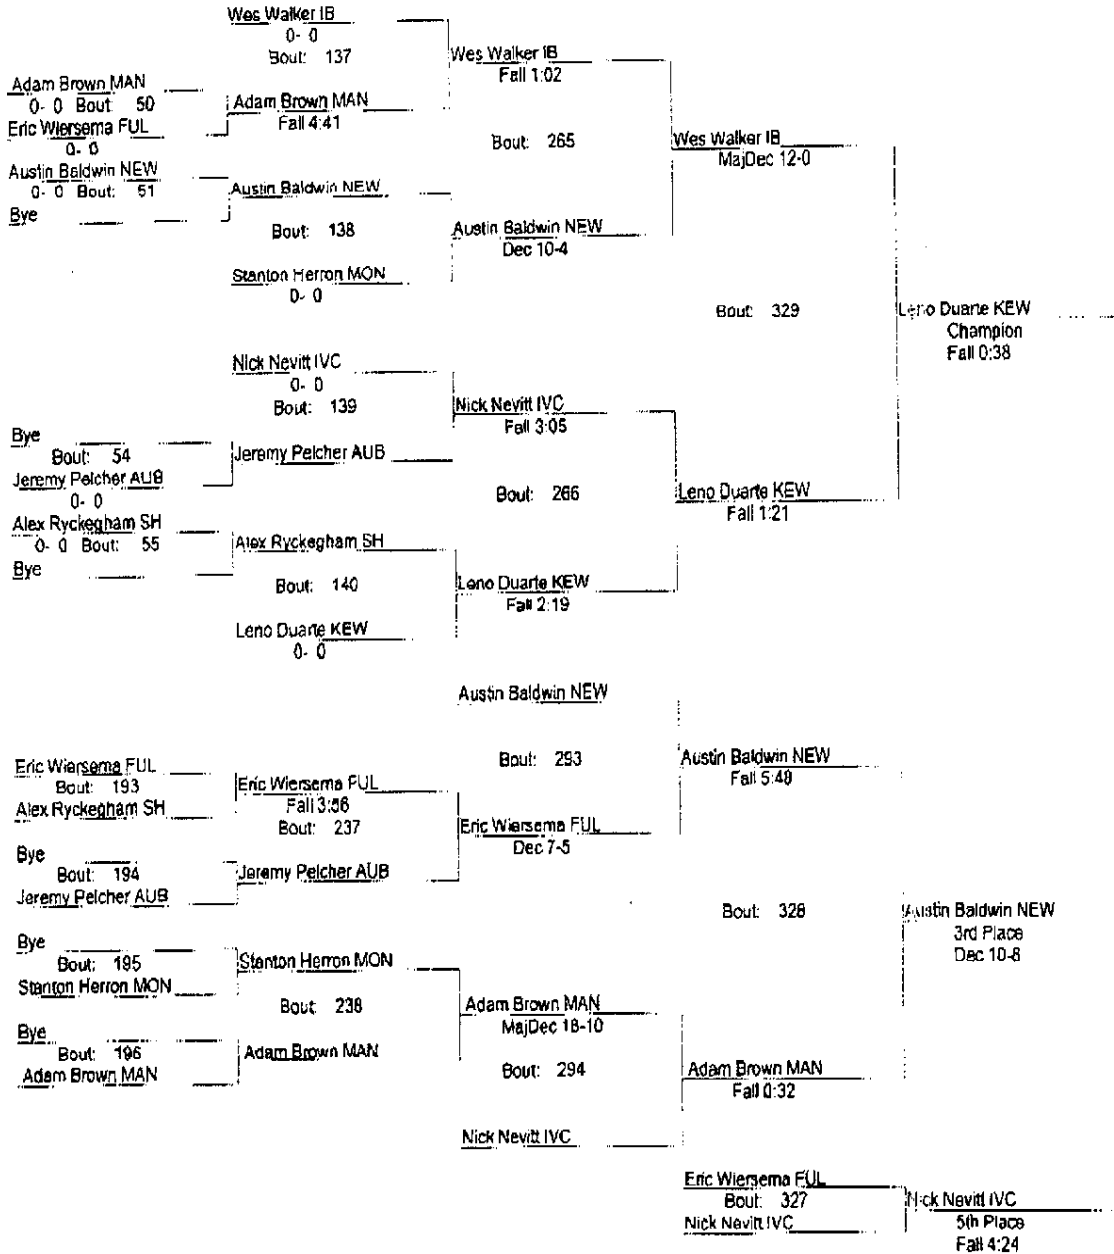 Wes Walker IB
0- 0
Bout: 137
Wes Walker IB
Fall 1:02
Adam Brown MAN
0- 0 Bout: 50
Adam Brown MAN
Fall 4:41
Eric Wiersema FUL
0- 0
Bout: 265
Wes Walker IB
MajDec 12-0
Austin Baldwin NEW
0- 0 Bout: 51
Austin Baldwin NEW
Bye
Bout: 138
Austin Baldwin NEW
Dec 10-4
Stanton Herron MON
0- 0
Bout: 329
Leno Duarte KEW
Champion
Fall 0:38
Nick Nevitt IVC
0- 0
Bout: 139
Nick Nevitt IVC
Fall 3:05
Bye
Bout: 54
Jeremy Pelcher AUB
Jeremy Pelcher AUB
0- 0
Bout: 266
Leno Duarte KEW
Fall 1:21
Alex Ryckegham SH
0- 0 Bout: 55
Alex Ryckegham SH
Bye
Bout: 140
Leno Duarte KEW
Fall 2:19
Leno Duarte KEW
0- 0
Austin Baldwin NEW
Bout: 293
Austin Baldwin NEW
Fall 5:48
Eric Wiersema FUL
Bout: 193
Eric Wiersema FUL
Fall 3:56
Alex Ryckegham SH
Bout: 237
Eric Wiersema FUL
Dec 7-5
Bye
Bout: 194
Jeremy Pelcher AUB
Jeremy Pelcher AUB
Bout: 328
Austin Baldwin NEW
3rd Place
Dec 10-8
Bye
Bout: 195
Stanton Herron MON
Stanton Herron MON
Bout: 238
Adam Brown MAN
MajDec 18-10
Bye
Bout: 196
Adam Brown MAN
Adam Brown MAN
Bout: 294
Adam Brown MAN
Fall 0:32
Nick Nevitt IVC
Eric Wiersema FUL
Bout: 327
Nick Nevitt IVC
Nick Nevitt IVC
5th Place
Fall 4:24